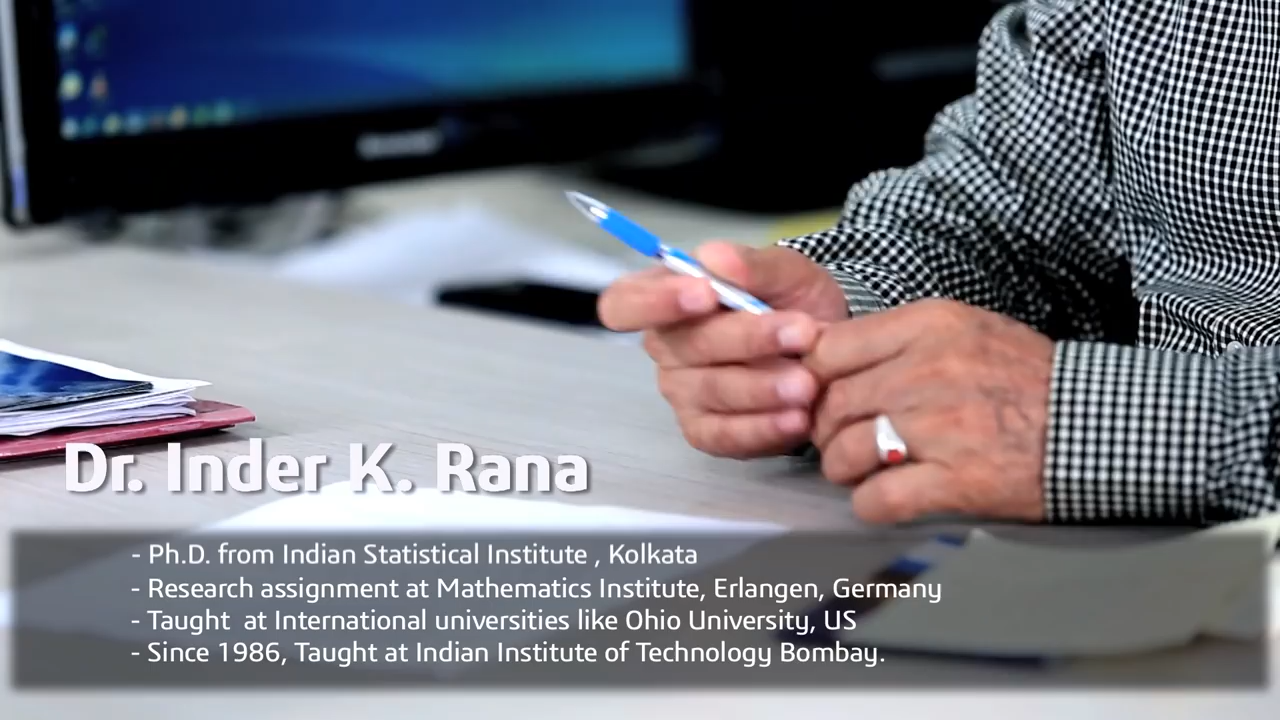 Dr. Inder K. Rana
- Ph.D. from Indian Statistical Institute , Kolkata
- Research assignment at Mathematics Institute, Erlangen, Germany
- Taught at International universities like Ohio University, US
- Since 1986, Taught at Indian Institute of Technology Bombay.